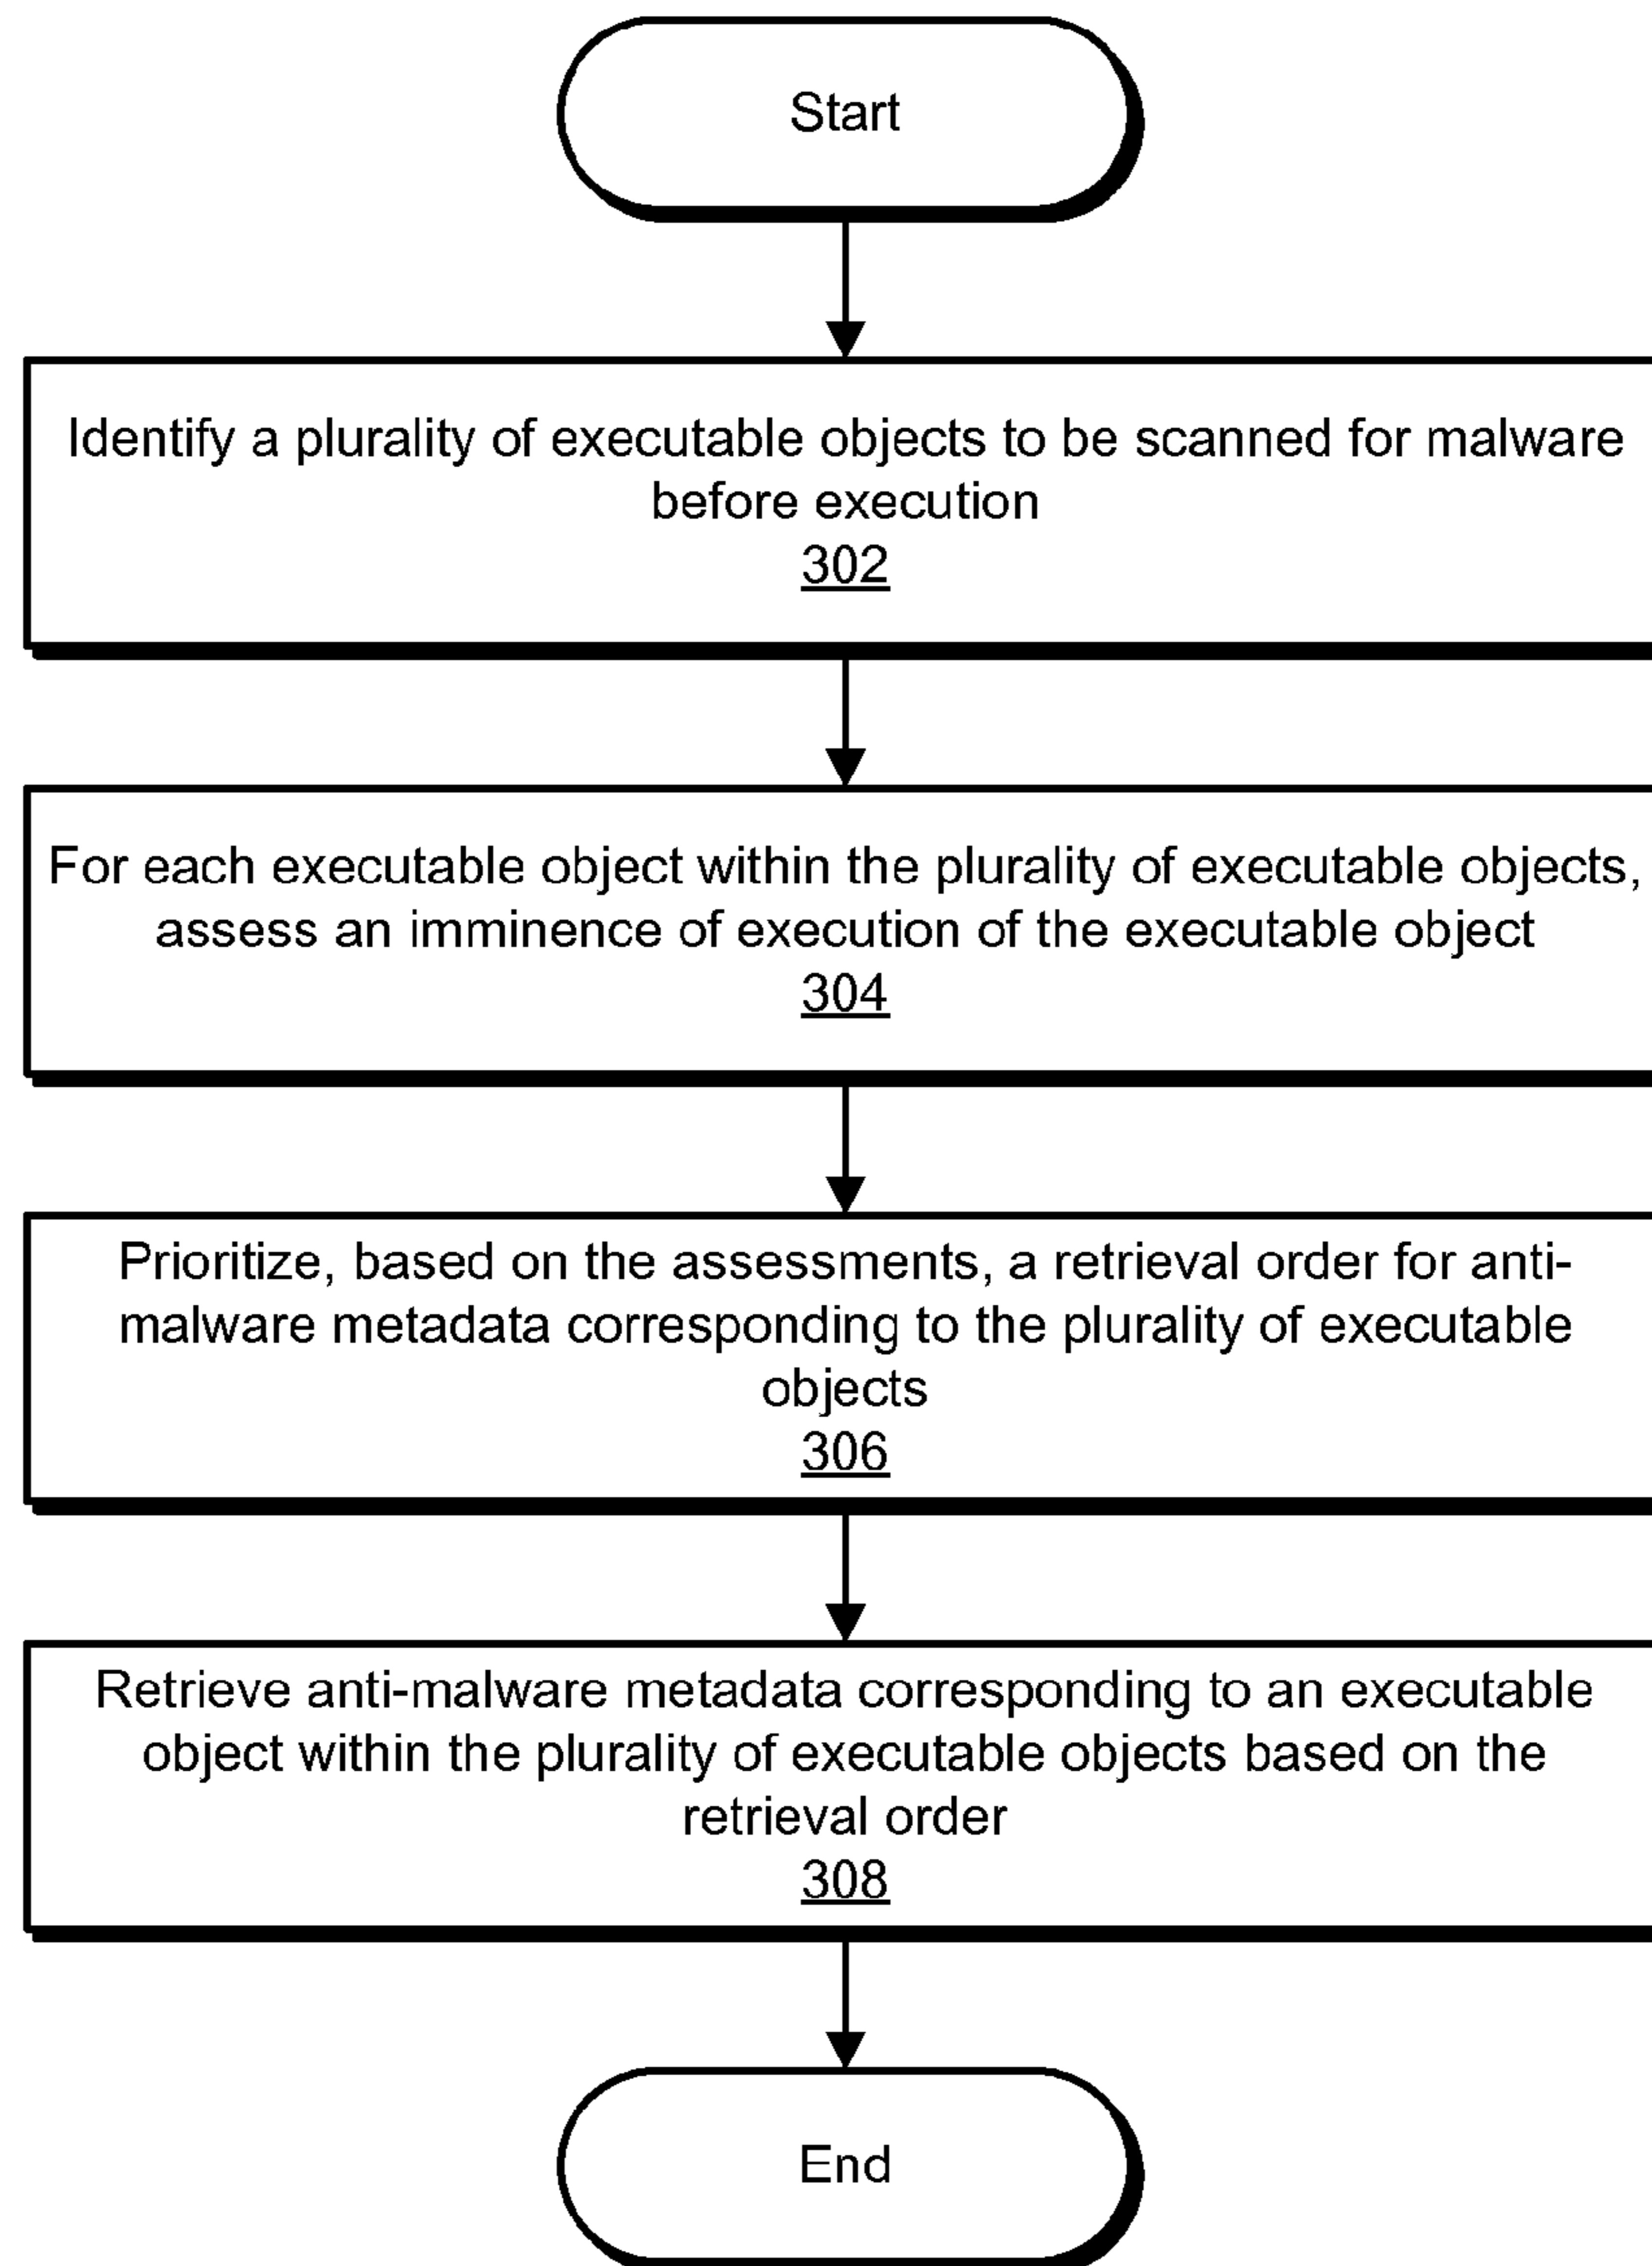 Start
Identify a plurality of executable objects to be scanned for malware
before execution
302
For each executable object within the plurality of executable objects,
assess an imminence of execution of the executable object
304
Prioritize, based on the assessments, a retrieval order for anti-
malware metadata corresponding to the plurality of executable
objects
306
Retrieve anti-malware metadata corresponding to an executable
object within the plurality of executable objects based on the
retrieval order
308
End